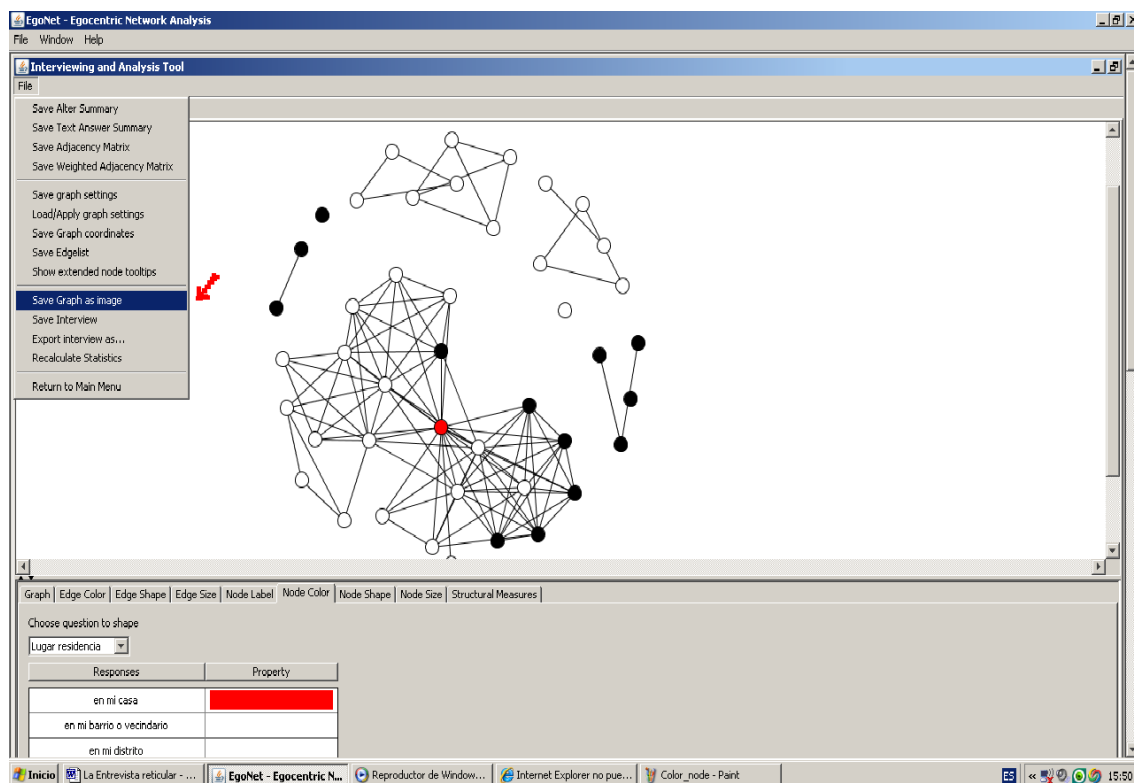 EgoNet - Egocentric Network Analysis
File Window Help
Interviewing and Analysis Tool
File
Save Alter Summary
Save Text Answer Summary
Save Adjacency Matrix
Save Weighted Adjacency Matrix
Save graph settings
Load/Apply graph settings
Save Graph coordinates
Save Edgelist
Show extended node tooltips
Save Graph as image
Save Interview
Export interview as...
Recalculate Statistics
Return to Main Menu
Graph Edge Color Edge Shape Edge Size Node Label Node Color Node Shape Node Size Structural Measures
Choose question to shape
Lugar residencia
Responses Property
en mi casa
en mi barrio o vecindario
en mi distrito
Inicio La Entrevista reticular - ... EgoNet - Egocentric N... Reproductor de Window... Internet Explorer no pue... Color_node - Paint ES « 15:50